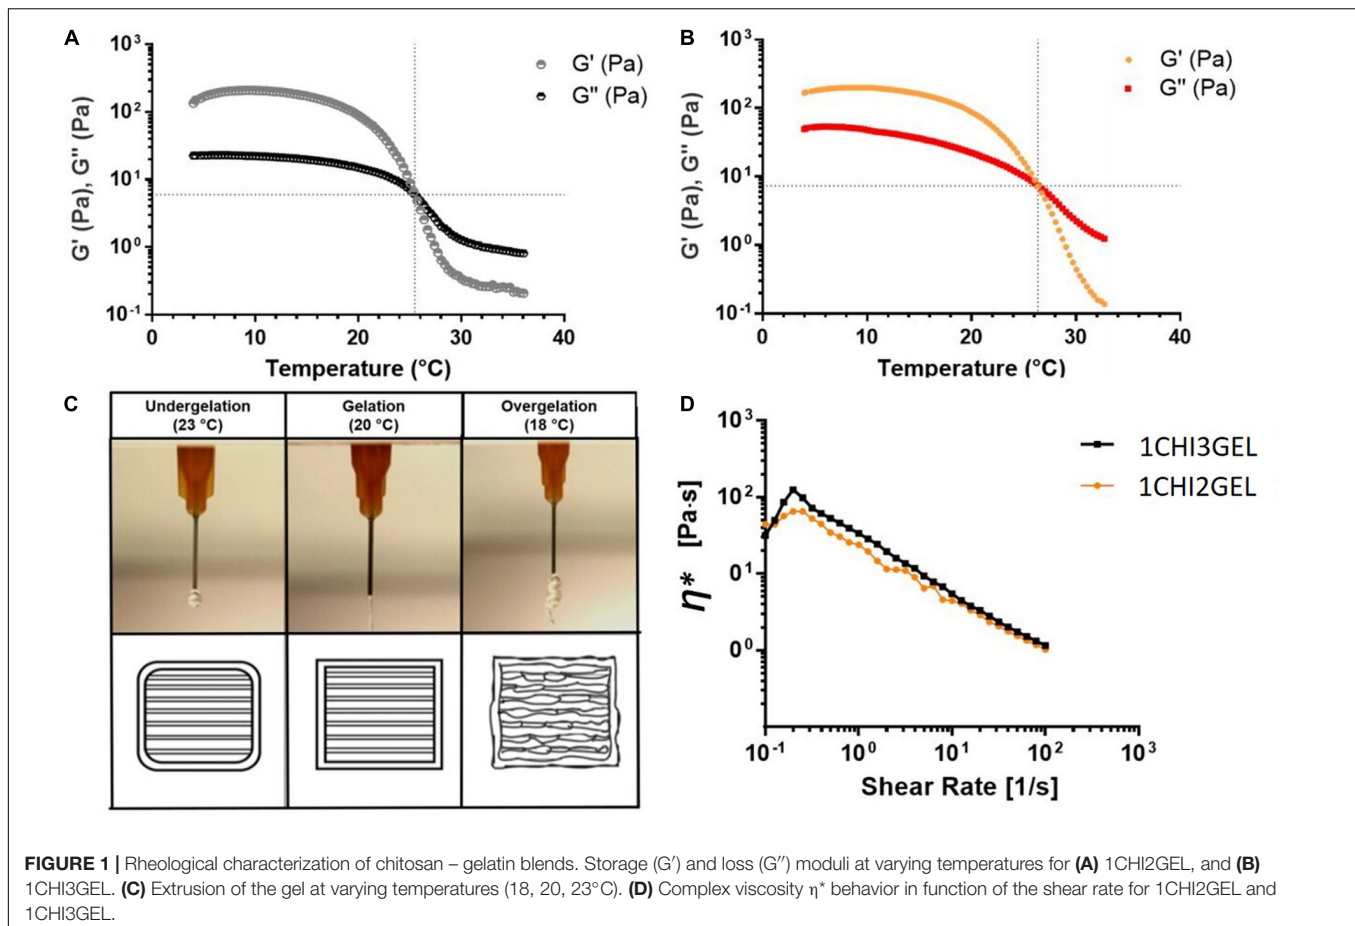 A
10³
10²
10¹
10⁰
10⁻¹
G' (Pa), G'' (Pa)
G' (Pa)
G'' (Pa)
0 10 20 30 40
Temperature (°C)
B
10³
10²
10¹
10⁰
10⁻¹
G' (Pa), G'' (Pa)
G' (Pa)
G'' (Pa)
0 10 20 30 40
Temperature (°C)
C
Undergelation
(23 °C)
Gelation
(20 °C)
Overgelation
(18 °C)
D
10³
10²
0¹
0⁰
η* [Pa·s]
1CHI3GEL
1CHI2GEL
10⁻¹ 10⁰ 10¹ 10² 10³
Shear Rate [1/s]
FIGURE 1 | Rheological characterization of chitosan – gelatin blends. Storage (G′) and loss (G″) moduli at varying temperatures for (A) 1CHI2GEL, and (B)
1CHI3GEL. (C) Extrusion of the gel at varying temperatures (18, 20, 23°C). (D) Complex viscosity η* behavior in function of the shear rate for 1CHI2GEL and
1CHI3GEL.